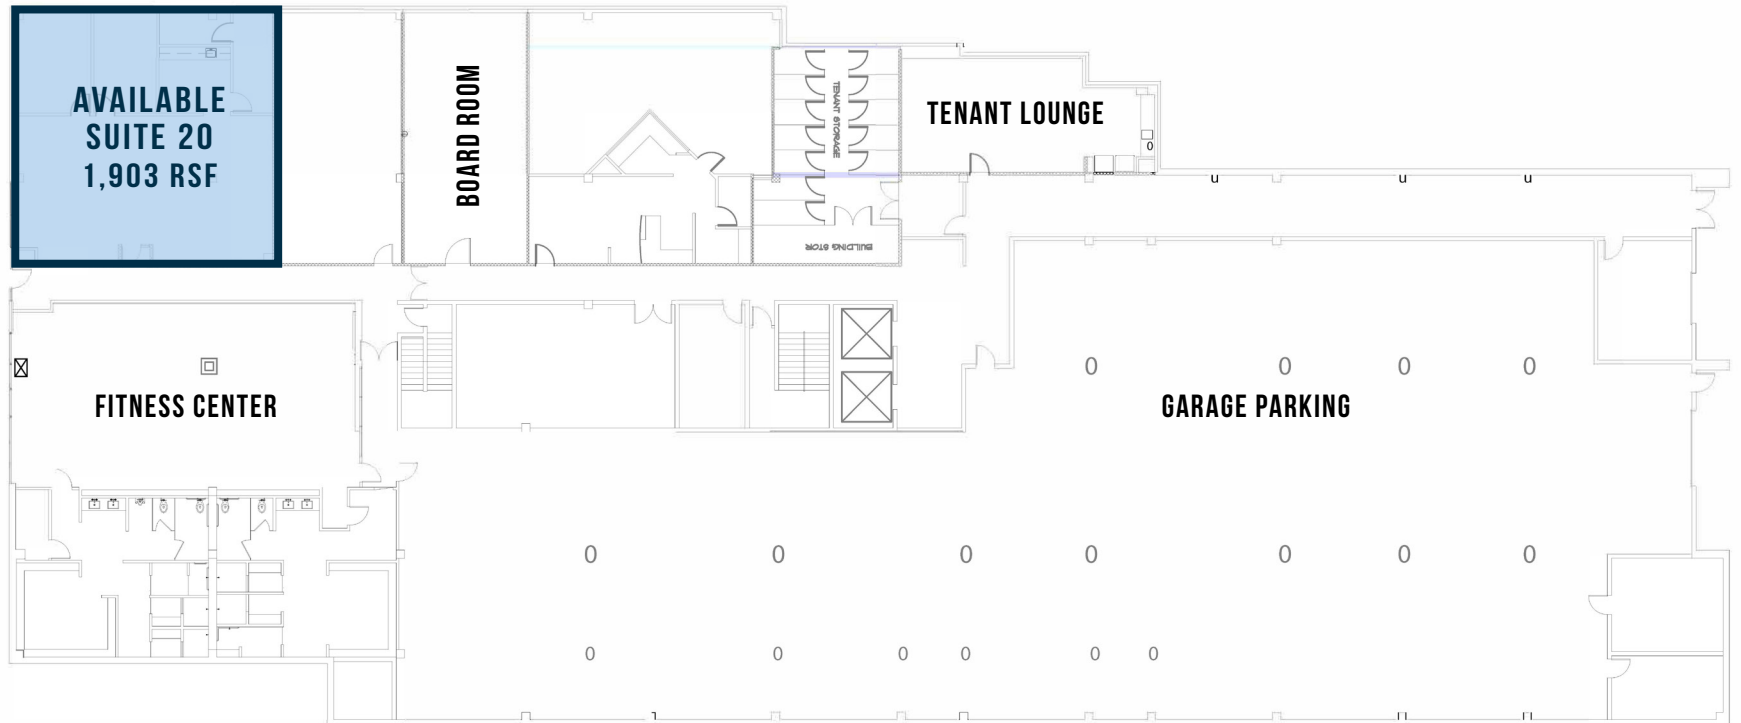 AVAILABLE
SUITE 20
1,903 RSF
BOARD ROOM
TENANT STORAGE
BUILDING STOR
TENANT LOUNGE
FITNESS CENTER
GARAGE PARKING